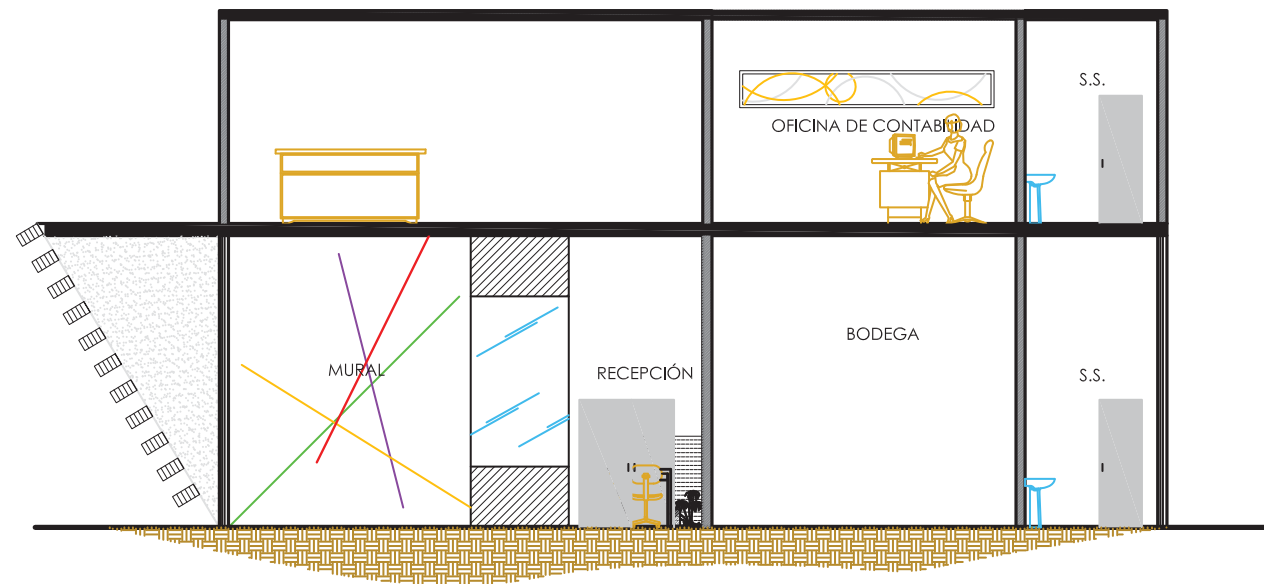 S.S.
OFICINA DE CONTABILIDAD
BODEGA
MURAL
RECEPCIÓN
S.S.